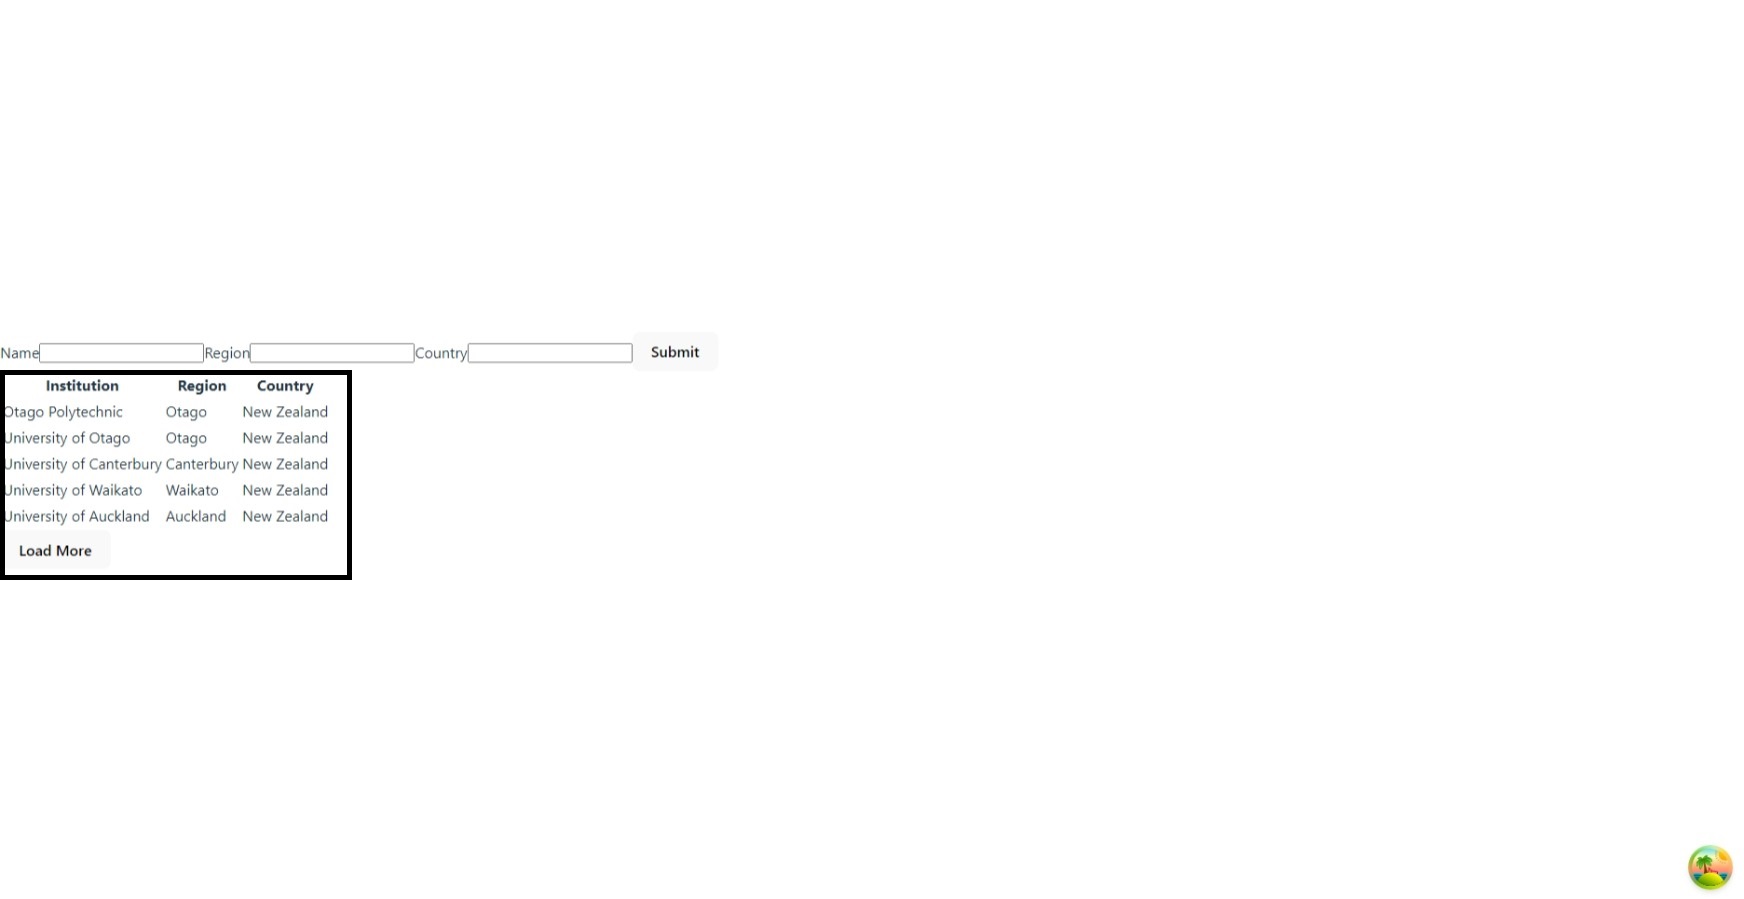 Name Region Country Submit
Institution Region Country
Otago Polytechnic Otago New Zealand
University of Otago Otago New Zealand
University of Canterbury Canterbury New Zealand
University of Waikato Waikato New Zealand
University of Auckland Auckland New Zealand
Load More